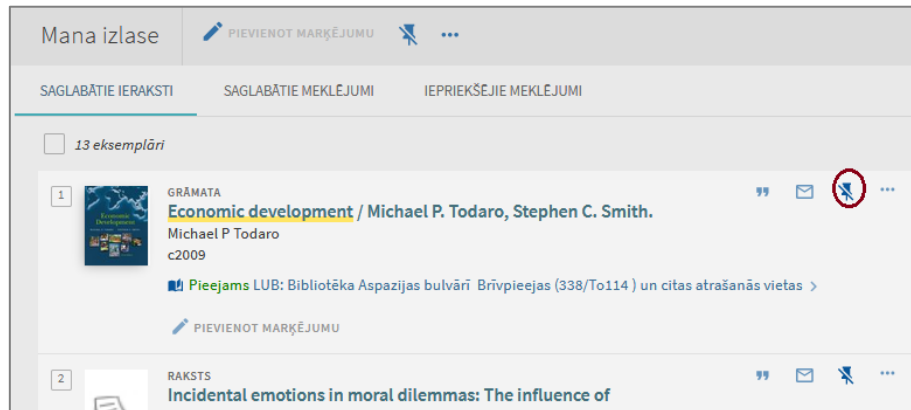 Mana izlase
PIEVIENOT MARĶĒJUMU
SAGLABĀTIE IERAKSTI SAGLABĀTIE MEKLĒJUMI IEPRIEKŠĒJIE MEKLĒJUMI
13 eksemplāri
1
Economic
Development
GRĀMATA
Economic development / Michael P. Todaro, Stephen C. Smith.
Michael P Todaro
c2009
Pieejams LUB: Bibliotēka Aspazijas bulvārī Brīvpieejas (338/To114 ) un citas atrašanās vietas >
PIEVIENOT MARĶĒJUMU
2
RAKSTS
Incidental emotions in moral dilemmas: The influence of